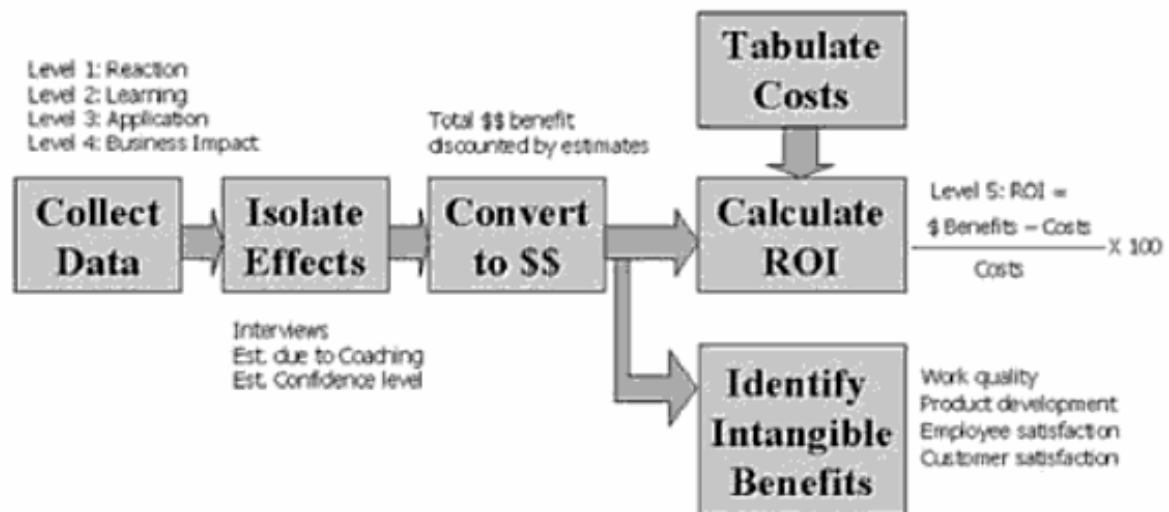 Level 1: Reaction
Level 2: Learning
Level 3: Application
Level 4: Business Impact
Collect
Data
Isolate
Effects
Interviews
Est. due to Coaching
Est. Confidence level
Total $$ benefit
discounted by estimates
Convert
to $$
Tabulate
Costs
Calculate
ROI
Level 5: ROI =
$ Benefits – Costs
Costs
X 100
Identify
Intangible
Benefits
Work quality
Product development
Employee satisfaction
Customer satisfaction